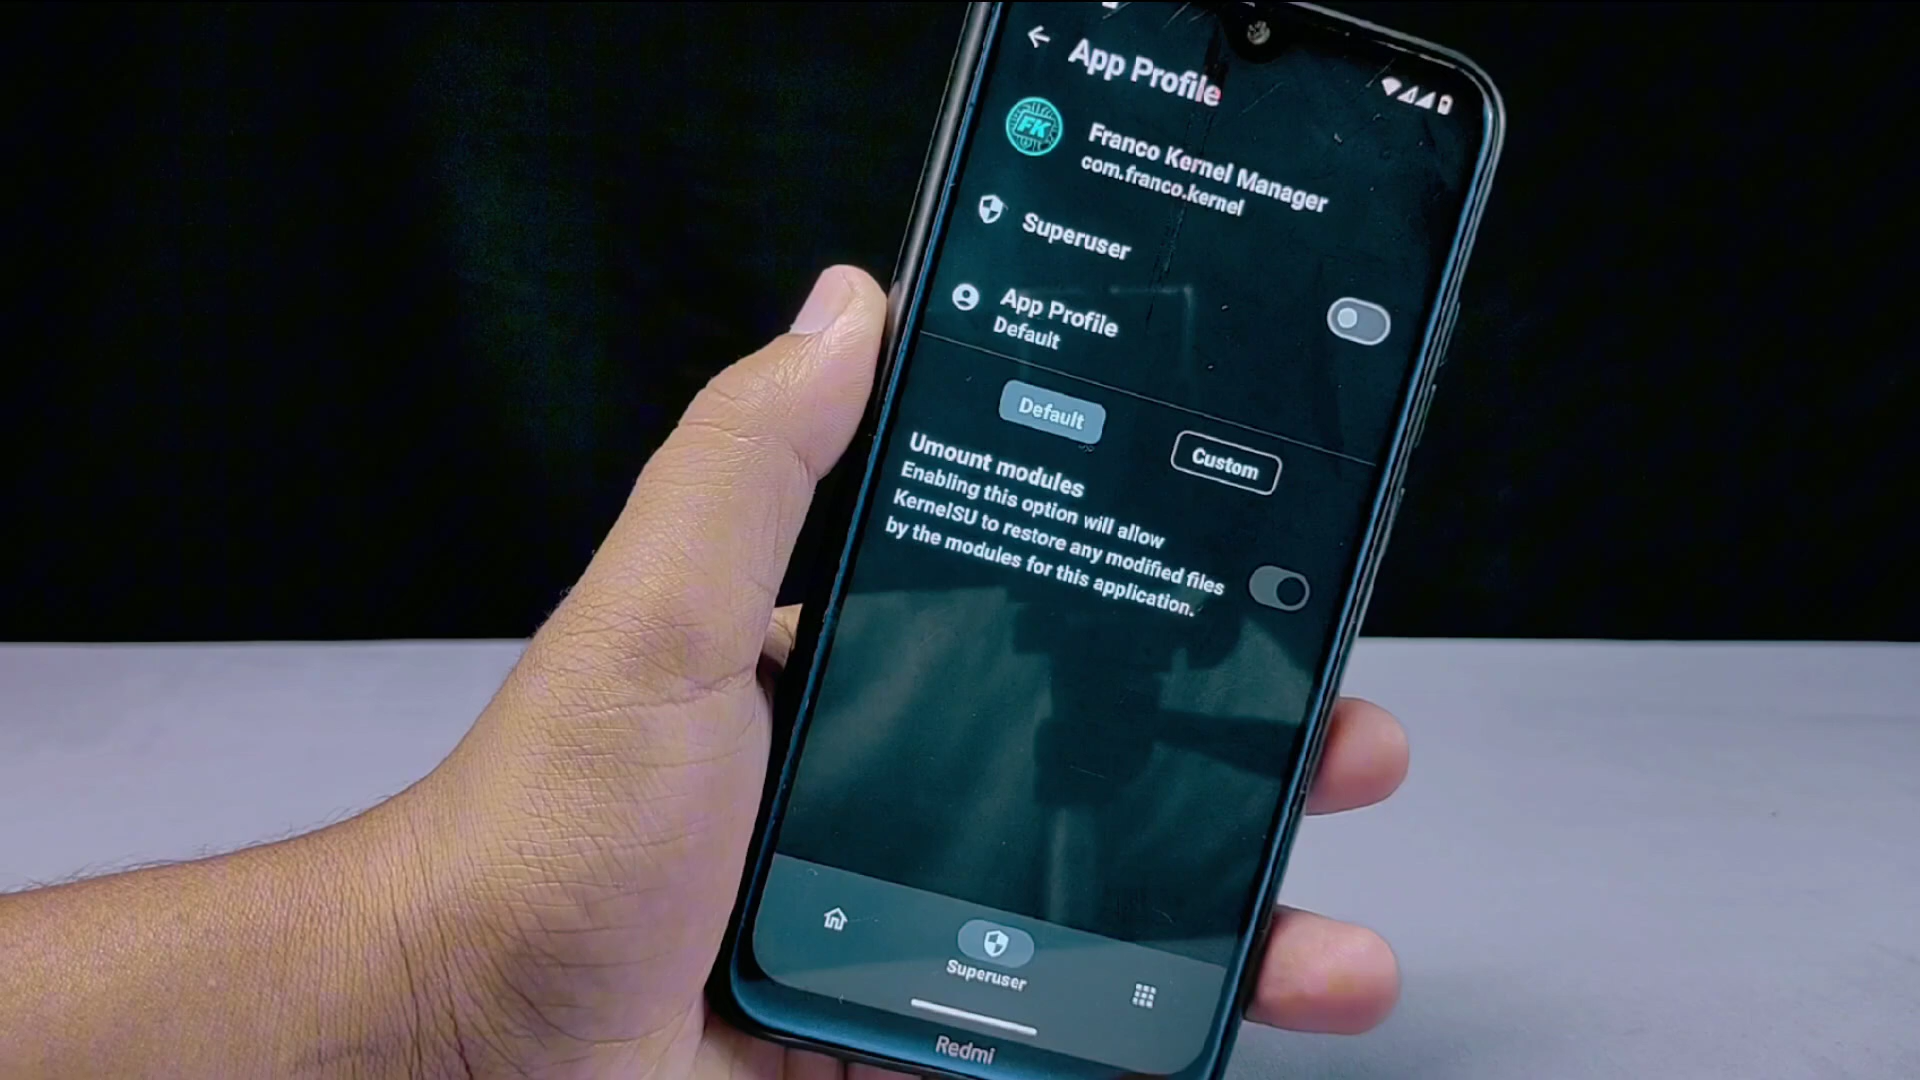 App Profile
FK
Franco Kernel Manager
com.franco.kernel
Superuser
App Profile
Default
Default
Custom
Umount modules
Enabling this option will allow
KernelSU to restore any modified files
by the modules for this application.
Superuser
Redmi